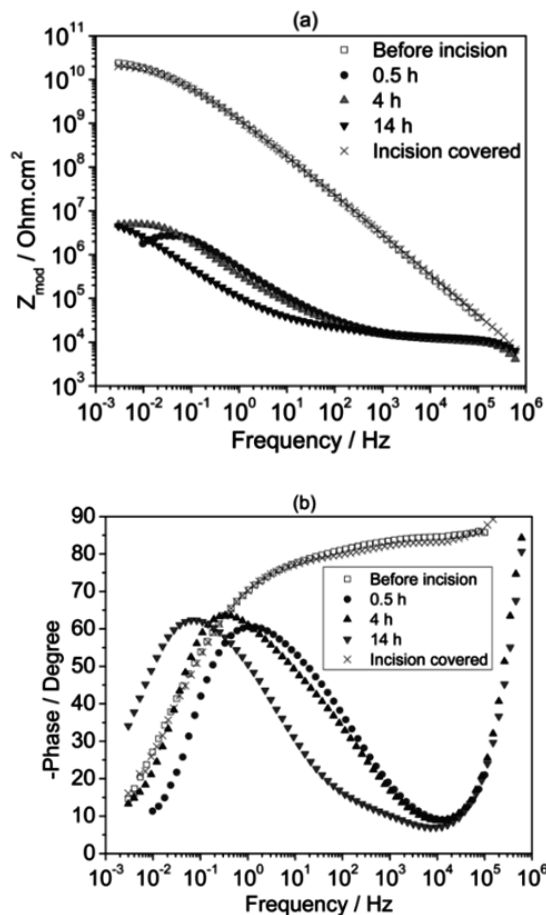 (a)
10^11
10^10
10^9
10^8
10^7
10^6
10^5
10^4
10^3
Z_mod / Ohm.cm^2
Before incision
0.5 h
4 h
14 h
Incision covered
10^-3 10^-2 10^-1 10^0 10^1 10^2 10^3 10^4 10^5 10^6
Frequency / Hz
(b)
90
80
70
60
50
40
30
20
10
0
-Phase / Degree
Before incision
0.5 h
4 h
14 h
Incision covered
10^-3 10^-2 10^-1 10^0 10^1 10^2 10^3 10^4 10^5 10^6
Frequency / Hz